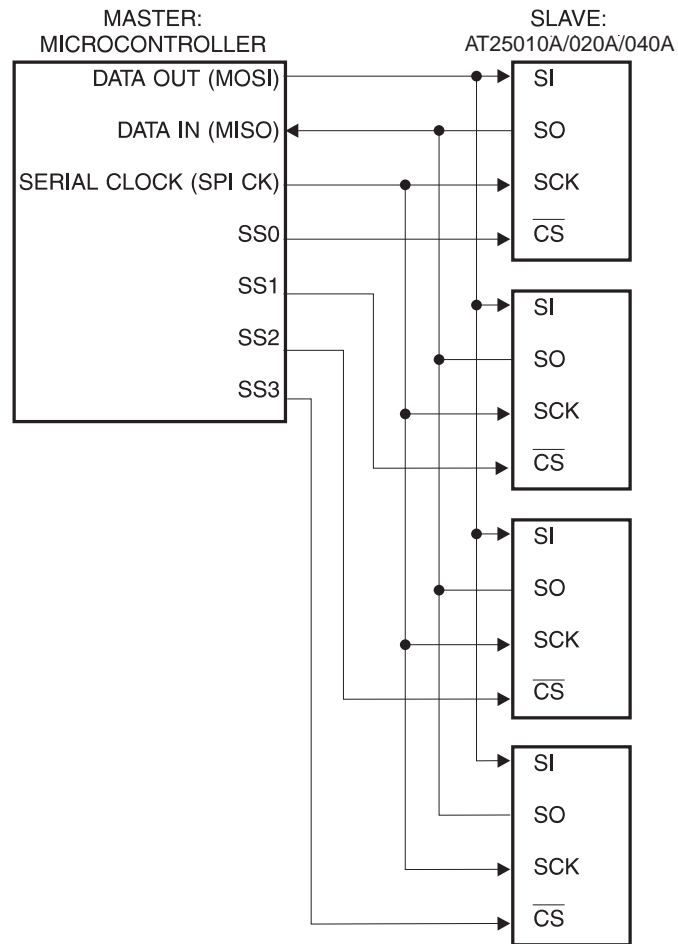 MASTER:
MICROCONTROLLER
DATA OUT (MOSI)
DATA IN (MISO)
SERIAL CLOCK (SPI CK)
SS0
SS1
SS2
SS3
SLAVE:
AT25010A/020A/040A
SI
SO
SCK
CS
SI
SO
SCK
CS
SI
SO
SCK
CS
SI
SO
SCK
CS